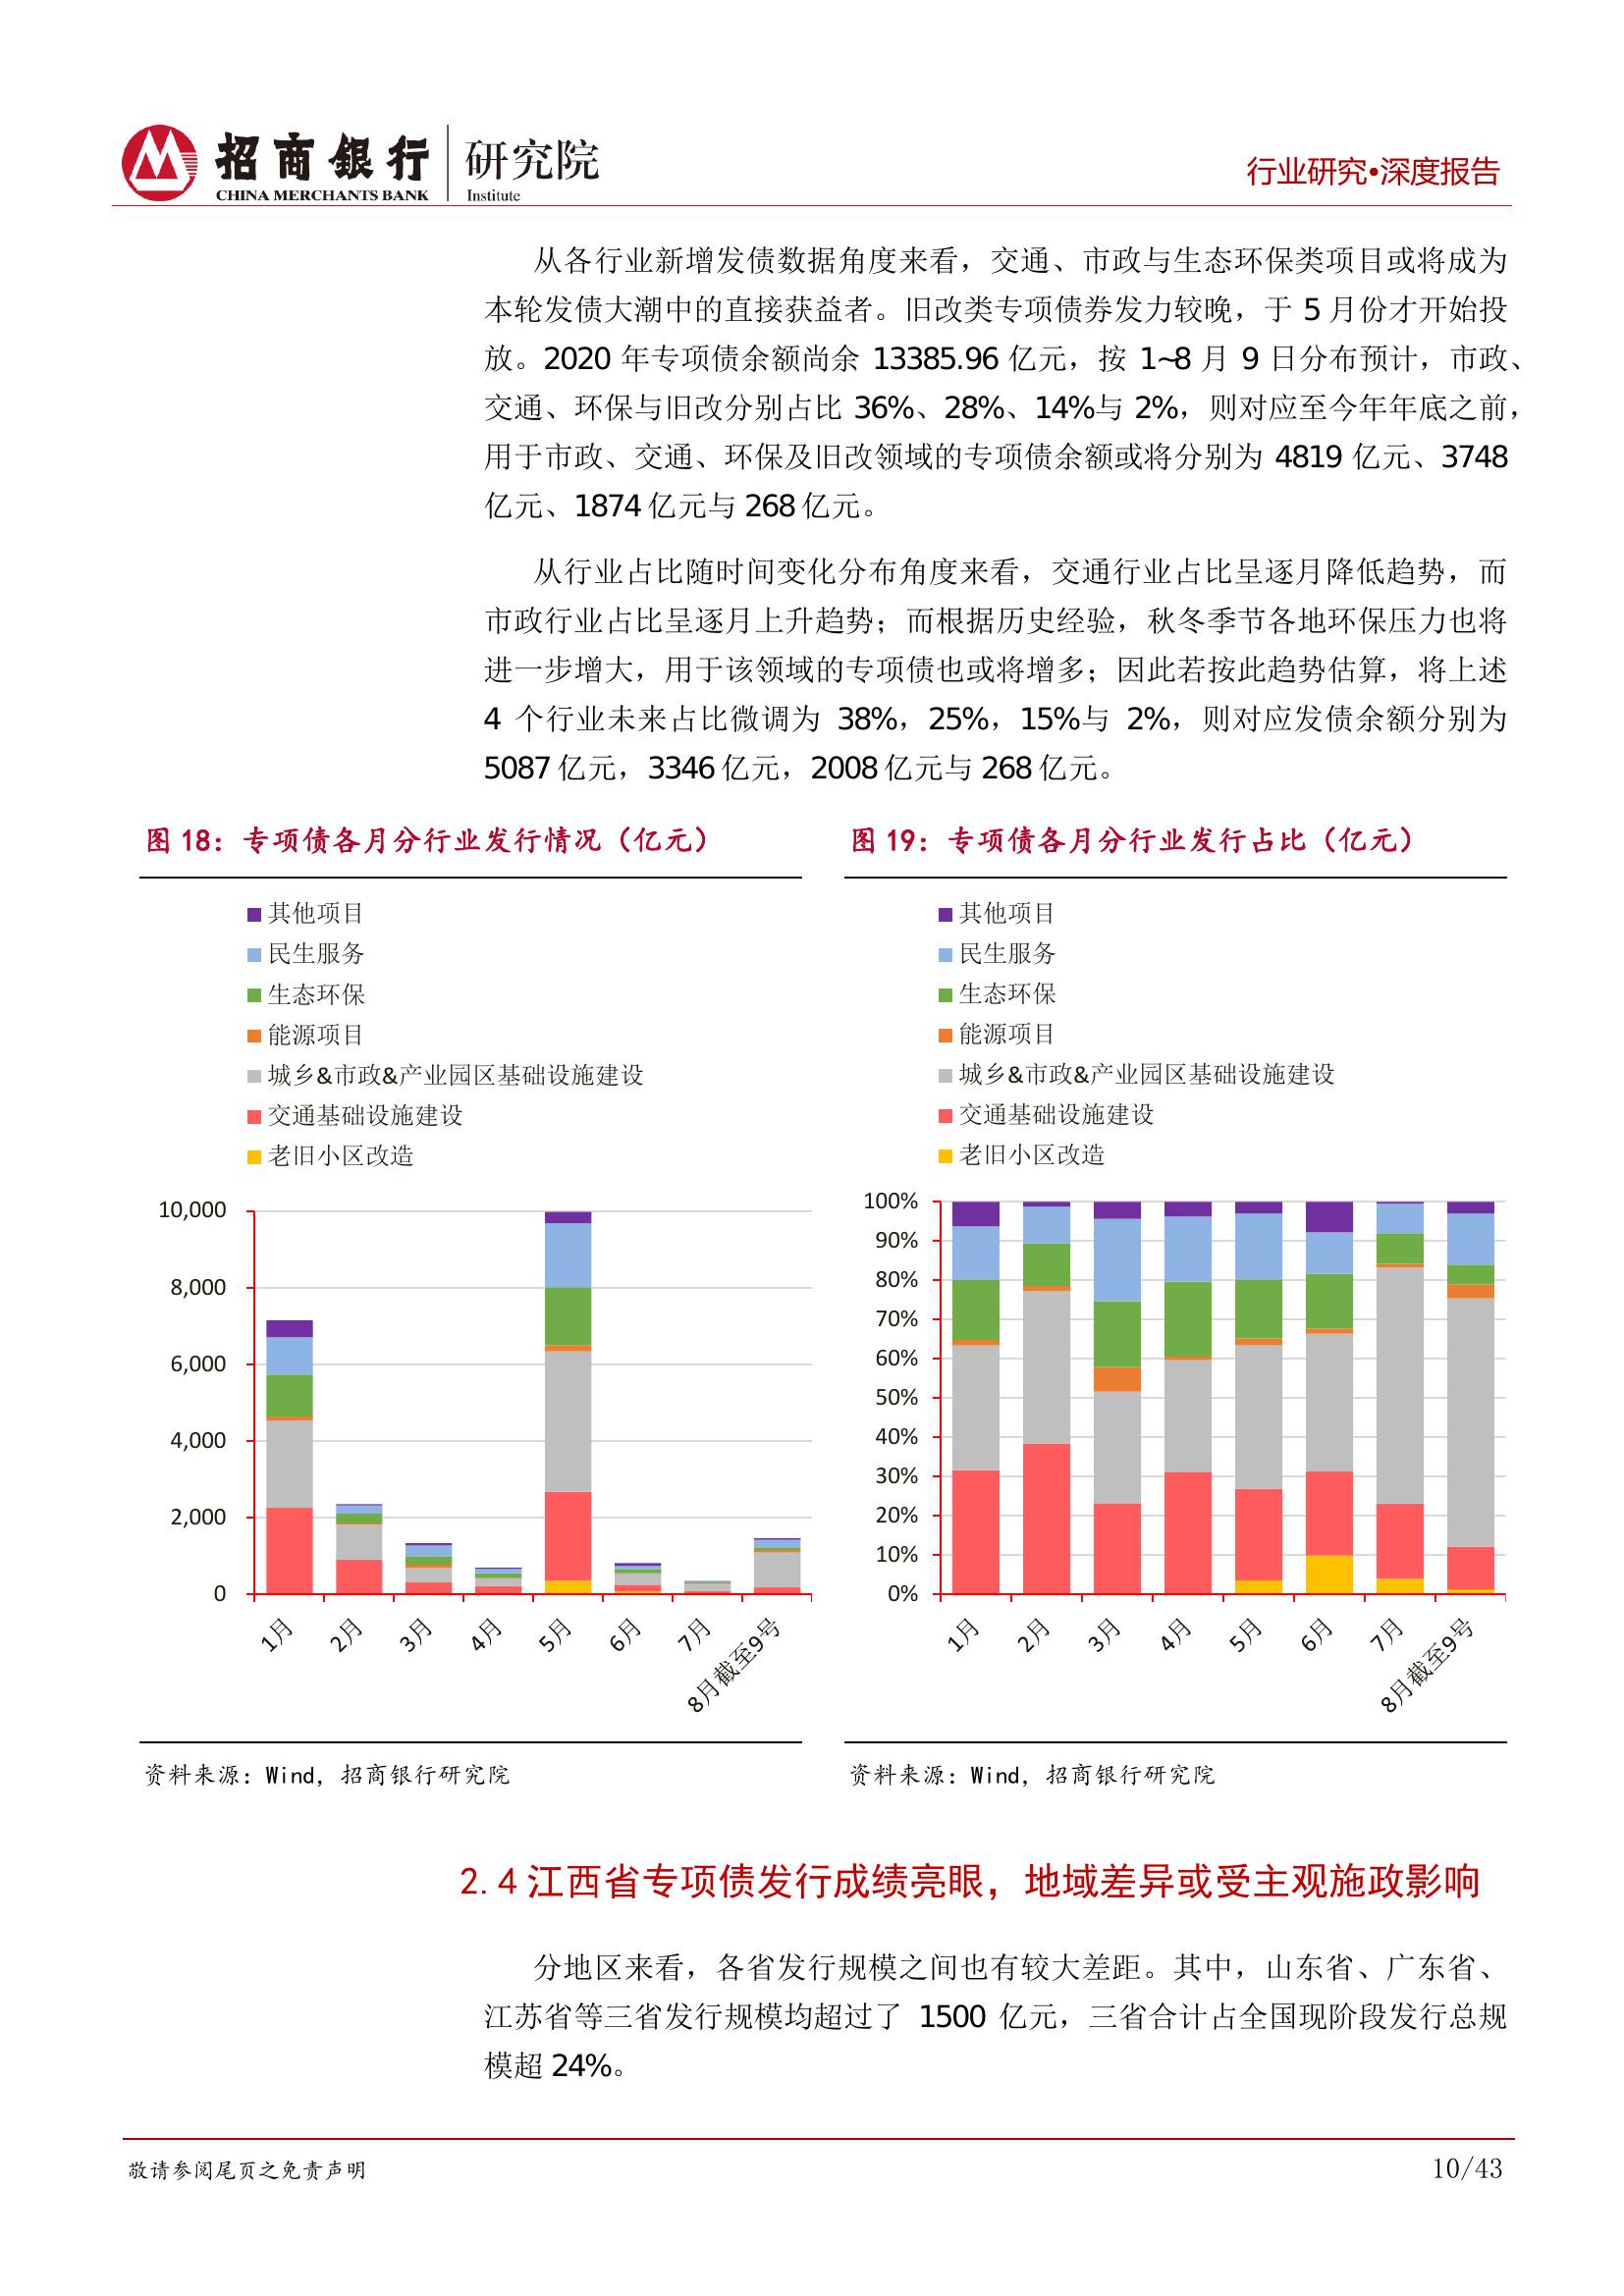 招商银行
CHINA MERCHANTS BANK
研究院
Institute
行业研究•深度报告
从各行业新增发债数据角度来看，交通、市政与生态环保类项目或将成为
本轮发债大潮中的直接获益者。旧改类专项债券发力较晚，于 5 月份才开始投
放。2020 年专项债余额尚余 13385.96 亿元，按 1~8 月 9 日分布预计，市政、
交通、环保与旧改分别占比 36%、28%、14%与 2%，则对应至今年年底之前，
用于市政、交通、环保及旧改领域的专项债余额或将分别为 4819 亿元、3748
亿元、1874 亿元与 268 亿元。
从行业占比随时间变化分布角度来看，交通行业占比呈逐月降低趋势，而
市政行业占比呈逐月上升趋势；而根据历史经验，秋冬季节各地环保压力也将
进一步增大，用于该领域的专项债也或将增多；因此若按此趋势估算，将上述
4 个行业未来占比微调为 38%，25%，15%与 2%，则对应发债余额分别为
5087 亿元，3346 亿元，2008 亿元与 268 亿元。
图 18：专项债各月分行业发行情况（亿元）
其他项目
民生服务
生态环保
能源项目
城乡&市政&产业园区基础设施建设
交通基础设施建设
老旧小区改造
10,000
8,000
6,000
4,000
2,000
0
1月
2月
3月
4月
5月
6月
7月
8月截至9号
资料来源：Wind，招商银行研究院
图 19：专项债各月分行业发行占比（亿元）
其他项目
民生服务
生态环保
能源项目
城乡&市政&产业园区基础设施建设
交通基础设施建设
老旧小区改造
100%
90%
80%
70%
60%
50%
40%
30%
20%
10%
0%
1月
2月
3月
4月
5月
6月
7月
8月截至9号
资料来源：Wind，招商银行研究院
2.4 江西省专项债发行成绩亮眼，地域差异或受主观施政影响
分地区来看，各省发行规模之间也有较大差距。其中，山东省、广东省、
江苏省等三省发行规模均超过了 1500 亿元，三省合计占全国现阶段发行总规
模超 24%。
敬请参阅尾页之免责声明
10/43